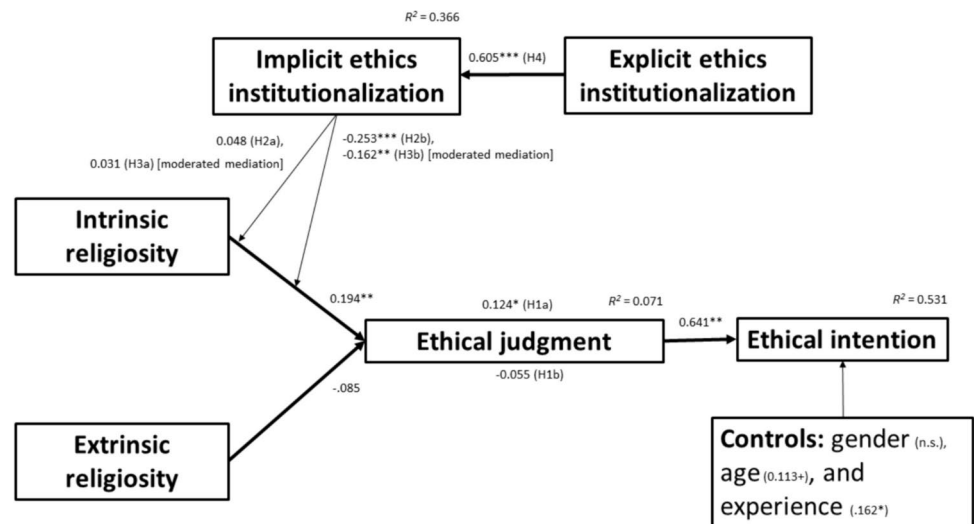 R² = 0.366
Implicit ethics
institutionalization
0.605*** (H4)
Explicit ethics
institutionalization
0.048 (H2a),
0.031 (H3a) [moderated mediation]
-0.253*** (H2b),
-0.162** (H3b) [moderated mediation]
Intrinsic
religiosity
0.194**
0.124* (H1a)
R² = 0.071
Ethical judgment
-0.055 (H1b)
0.641**
R² = 0.531
Ethical intention
-.085
Extrinsic
religiosity
Controls: gender (n.s.),
age (0.113+), and
experience (.162*)